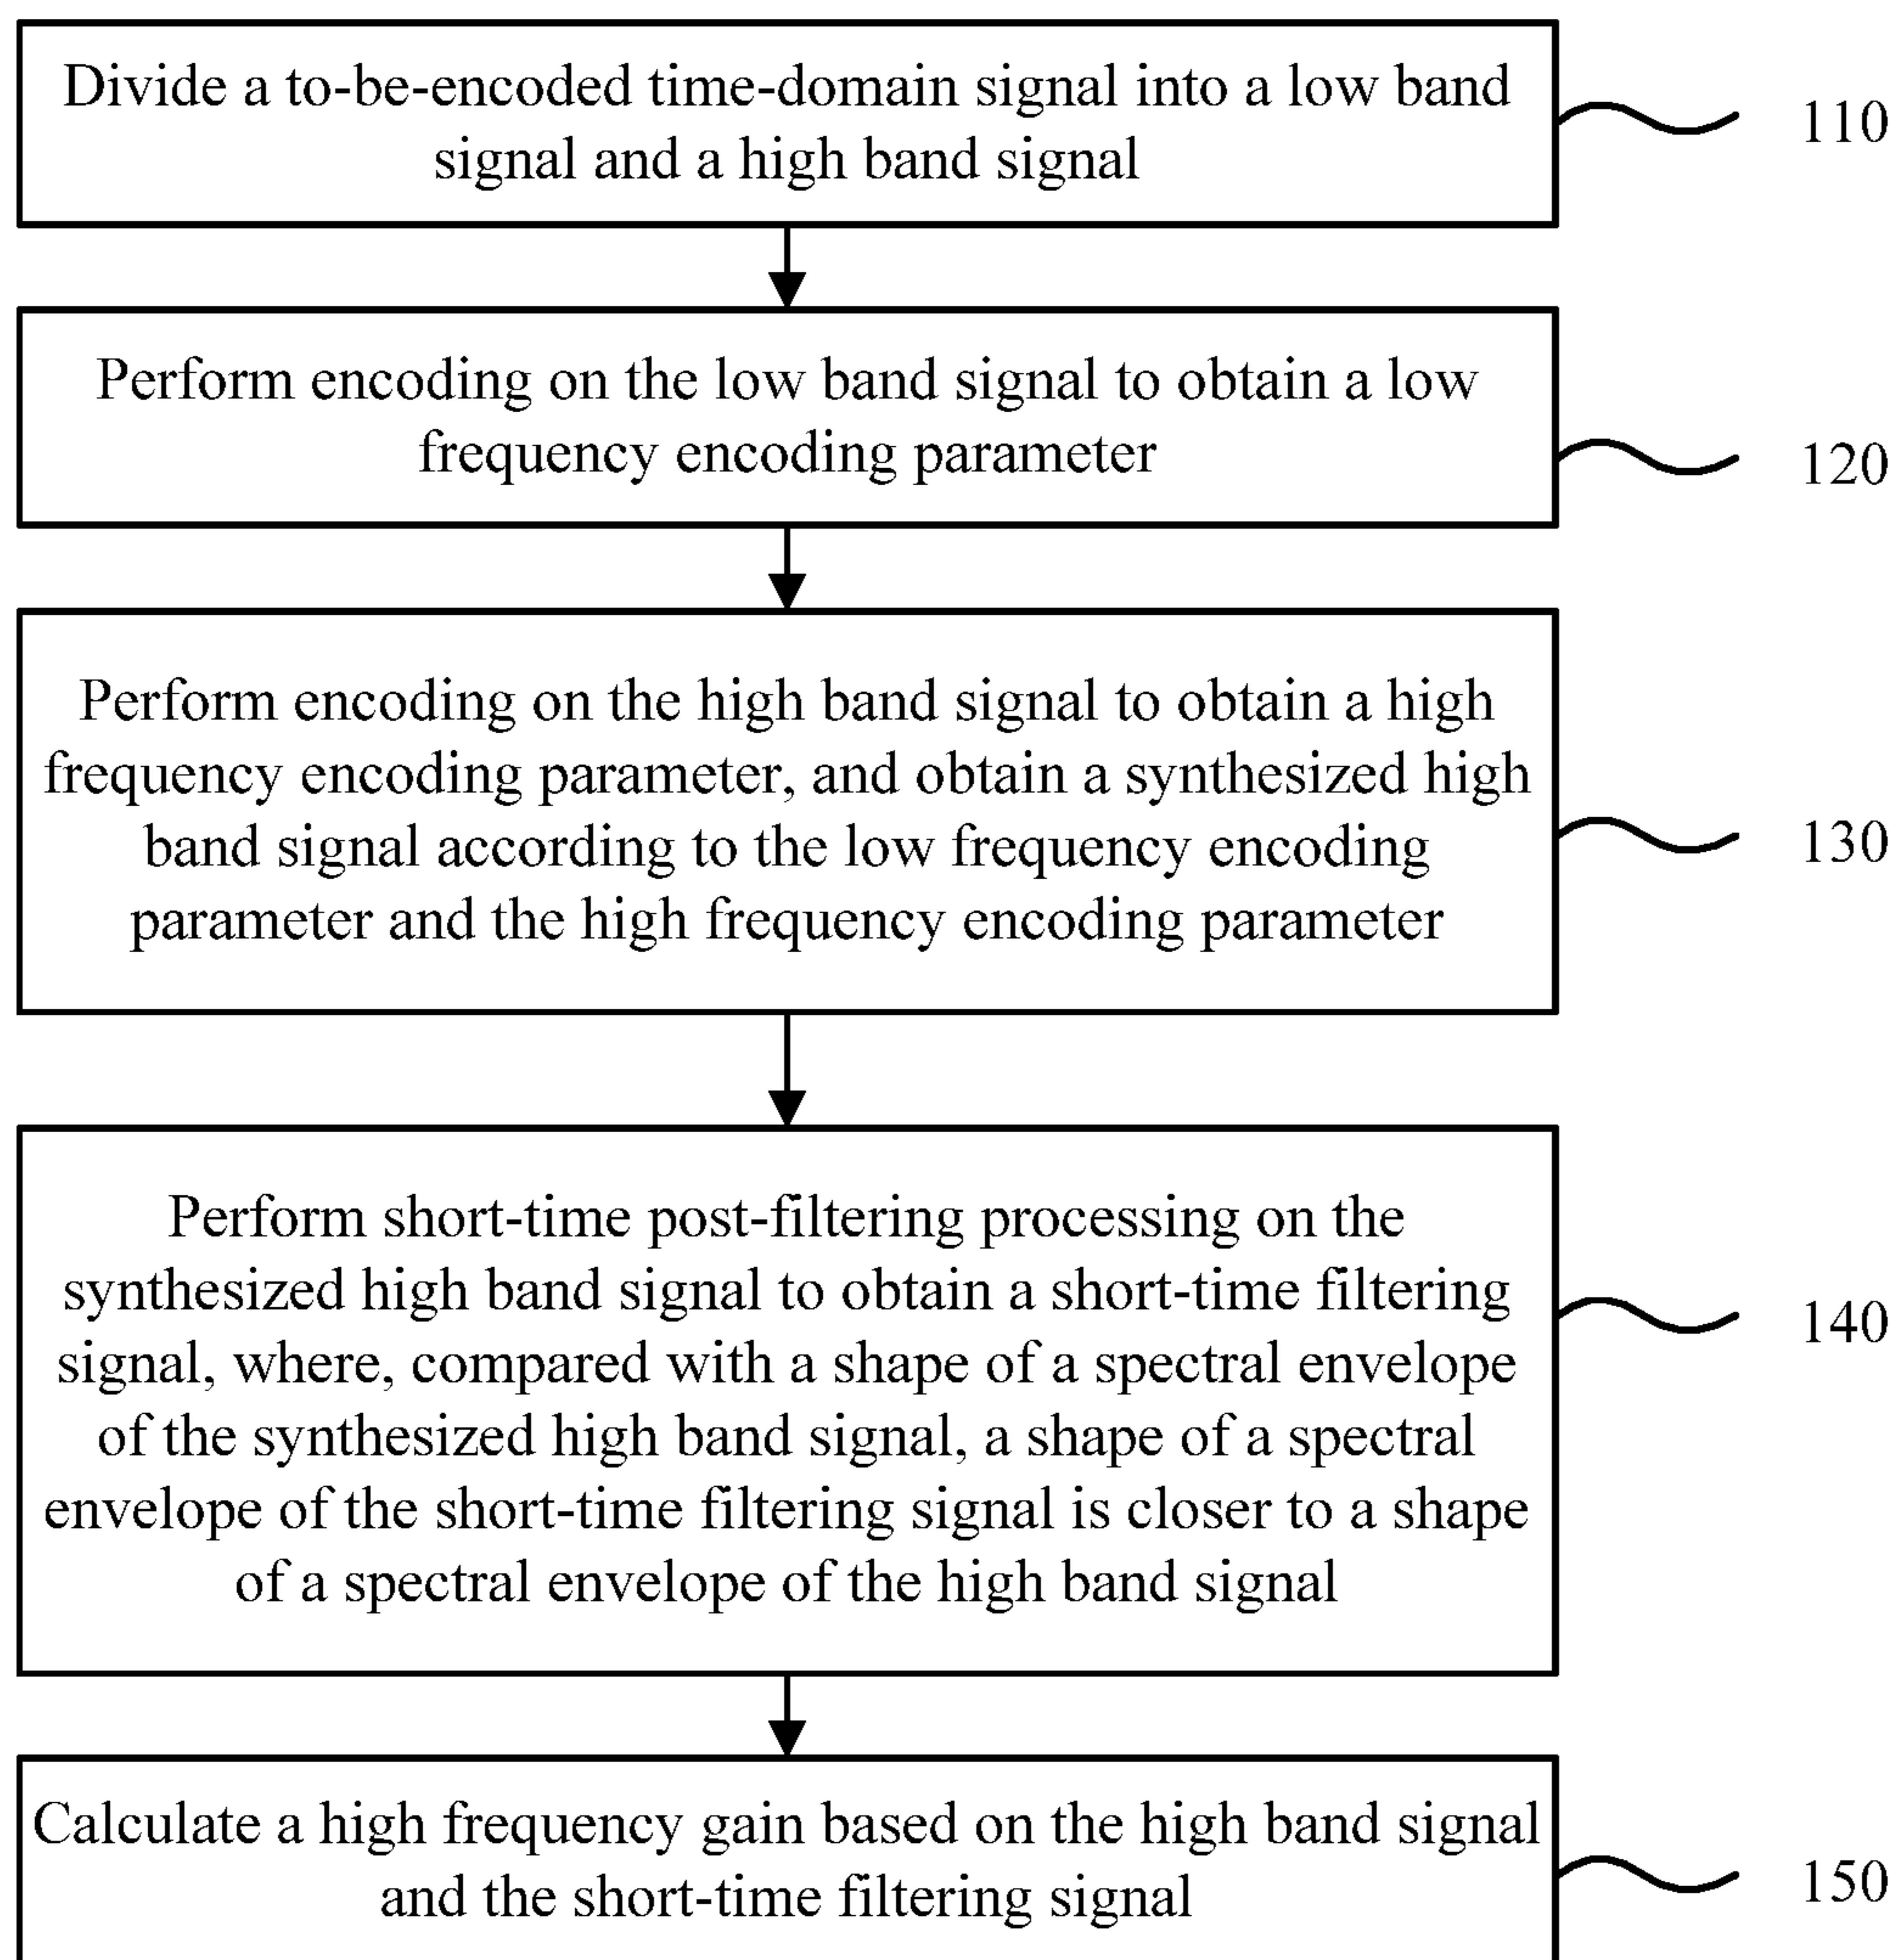 Divide a to-be-encoded time-domain signal into a low band
signal and a high band signal
110
Perform encoding on the low band signal to obtain a low
frequency encoding parameter
120
Perform encoding on the high band signal to obtain a high
frequency encoding parameter, and obtain a synthesized high
band signal according to the low frequency encoding
parameter and the high frequency encoding parameter
130
Perform short-time post-filtering processing on the
synthesized high band signal to obtain a short-time filtering
signal, where, compared with a shape of a spectral envelope
of the synthesized high band signal, a shape of a spectral
envelope of the short-time filtering signal is closer to a shape
of a spectral envelope of the high band signal
140
Calculate a high frequency gain based on the high band signal
and the short-time filtering signal
150